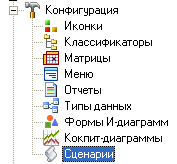 Конфигурация
Иконки
Классификаторы
Матрицы
Меню
Отчеты
Типы данных
Формы И-диаграмм
Кокпит-диаграммы
Сценарии